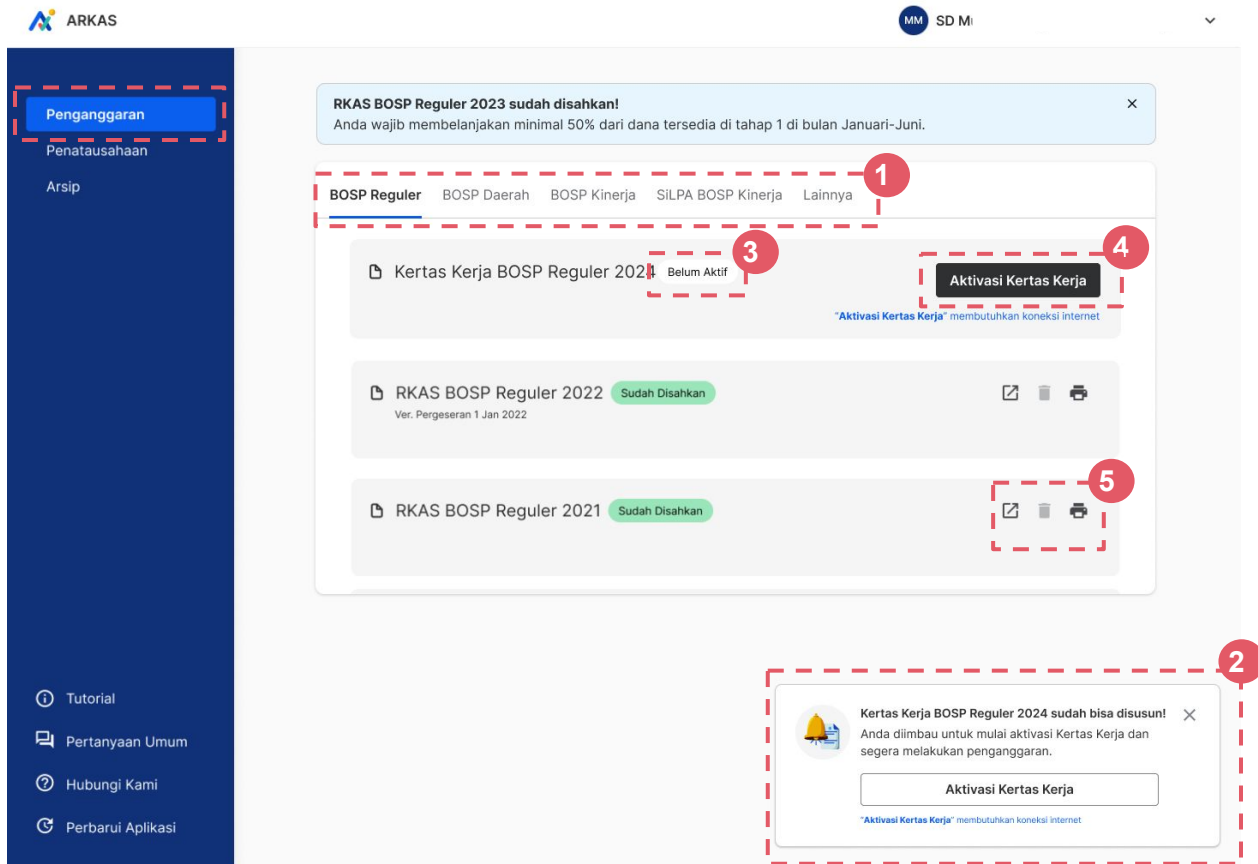 ARKAS
MM SD M
Penganggaran
Penatausahaan
Arsip
RKAS BOSP Reguler 2023 sudah disahkan!
Anda wajib membelanjakan minimal 50% dari dana tersedia di tahap 1 di bulan Januari-Juni.
1
BOSP Reguler BOSP Daerah BOSP Kinerja SiLPA BOSP Kinerja Lainnya
3
4
Kertas Kerja BOSP Reguler 2024 Belum Aktif
Aktivasi Kertas Kerja
"Aktivasi Kertas Kerja" membutuhkan koneksi internet
RKAS BOSP Reguler 2022 Sudah Disahkan
Ver. Pergeseran 1 Jan 2022
5
RKAS BOSP Reguler 2021 Sudah Disahkan
2
Kertas Kerja BOSP Reguler 2024 sudah bisa disusun!
Anda diimbau untuk mulai aktivasi Kertas Kerja dan
segera melakukan penganggaran.
Aktivasi Kertas Kerja
"Aktivasi Kertas Kerja" membutuhkan koneksi internet
Tutorial
Pertanyaan Umum
Hubungi Kami
Perbarui Aplikasi